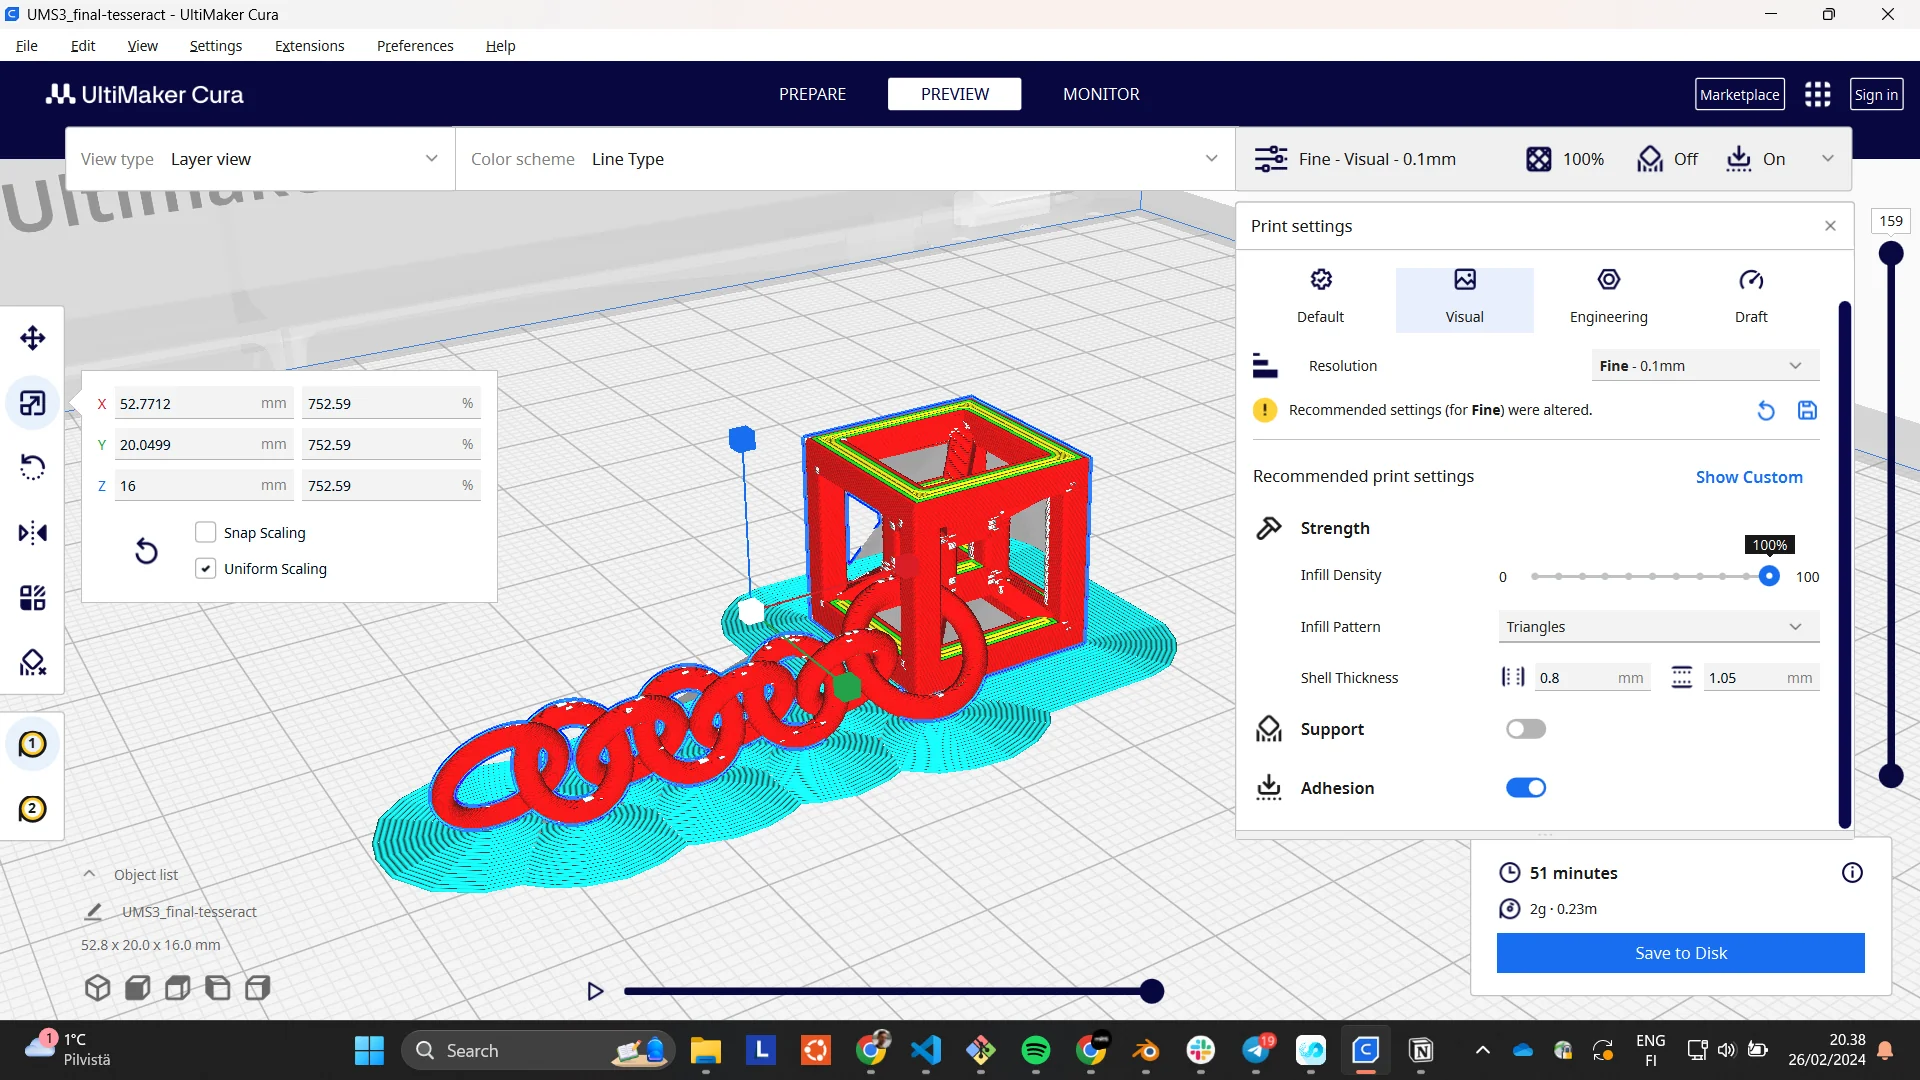 UMS3_final-tesseract - UltiMaker Cura
File Edit View Settings Extensions Preferences Help
UltiMaker Cura
PREPARE PREVIEW MONITOR
Marketplace Sign in
View type Layer view Color scheme Line Type
Fine - Visual - 0.1mm 100% Off On
Print settings
159
Default Visual Engineering Draft
Resolution Fine - 0.1mm
! Recommended settings (for Fine) were altered.
Recommended print settings Show Custom
Strength
100%
Infill Density 0 100
Infill Pattern Triangles
Shell Thickness 0.8 mm 1.05 mm
Support
Adhesion
X 52.7712 mm 752.59 %
Y 20.0499 mm 752.59 %
Z 16 mm 752.59 %
Snap Scaling
Uniform Scaling
1
2
Object list
UMS3_final-tesseract
52.8 x 20.0 x 16.0 mm
51 minutes
2g · 0.23m
Save to Disk
1
1°C
Pilvistä
Search
L
19
ENG
FI
20.38
26/02/2024